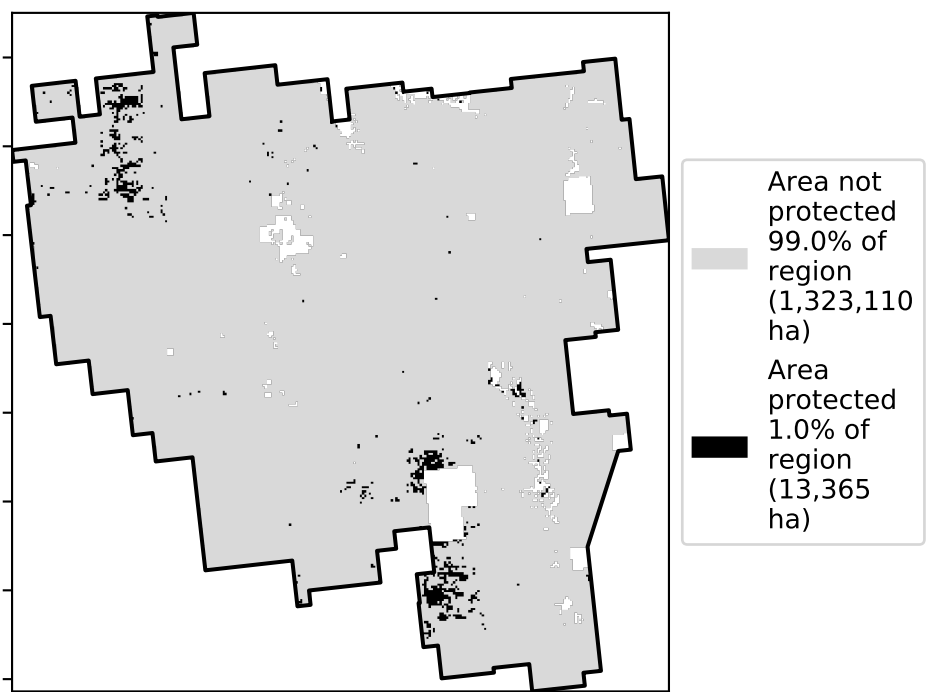 Area not
protected
99.0% of
region
(1,323,110
ha)
Area
protected
1.0% of
region
(13,365
ha)